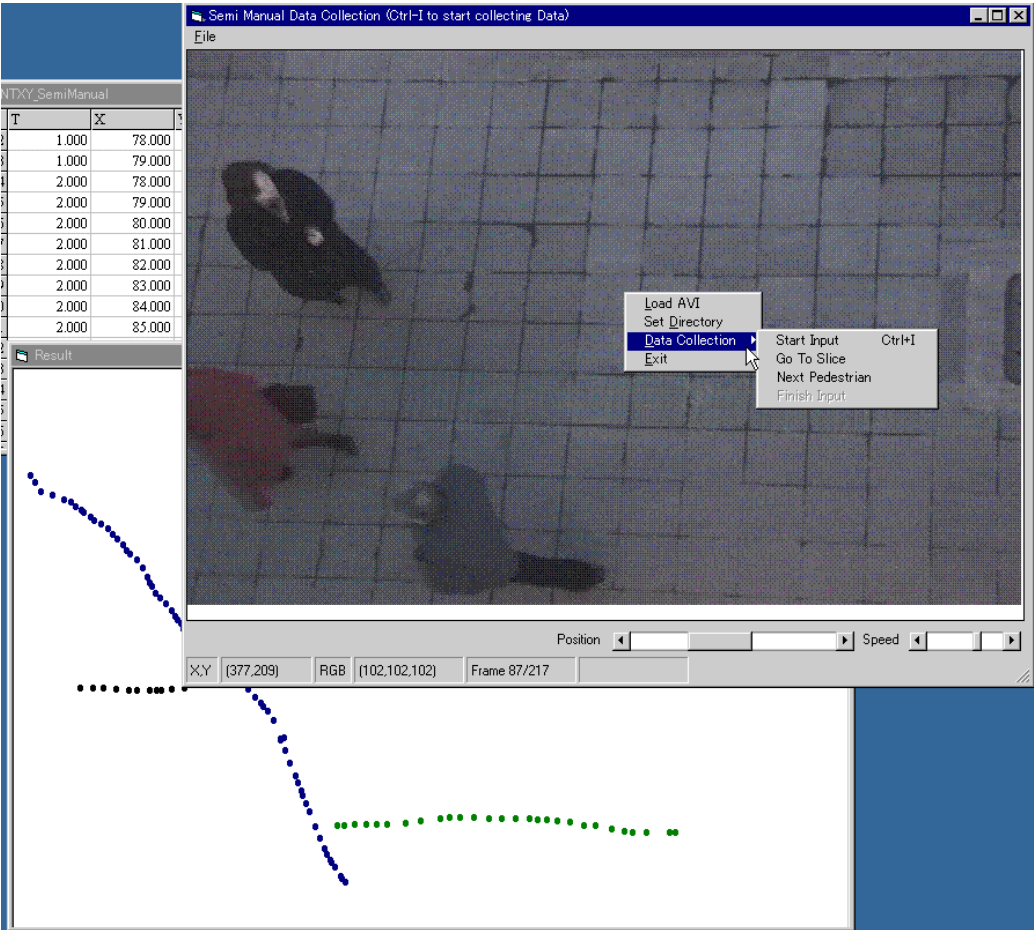 Semi Manual Data Collection (Ctrl-I to start collecting Data)
File
NTXY_SemiManual
T X
1.000 78.000
1.000 79.000
2.000 78.000
2.000 79.000
2.000 80.000
2.000 81.000
2.000 82.000
2.000 83.000
2.000 84.000
2.000 85.000
Load AVI
Set Directory
Data Collection
Exit
Start Input Ctrl+I
Go To Slice
Next Pedestrian
Finish Input
Result
Position Speed
X,Y (377,209) RGB (102,102,102) Frame 87/217